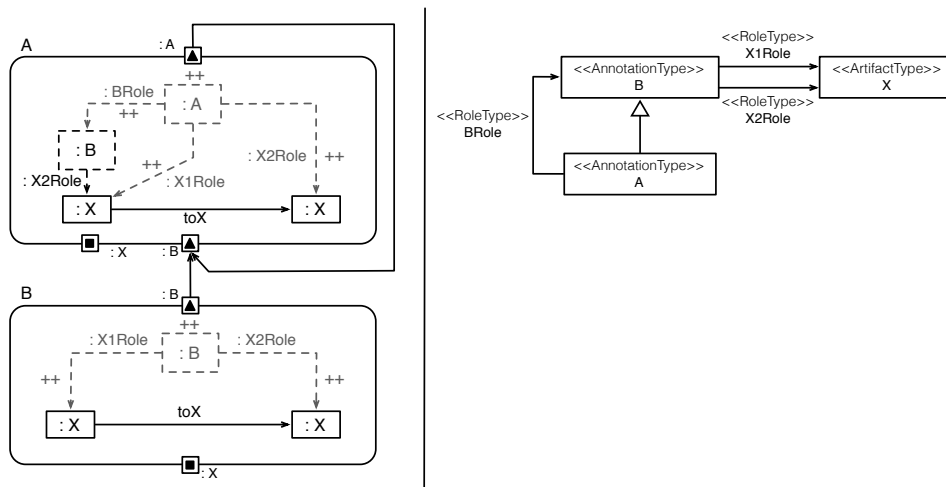 A
: A
++
: BRole
++
: A
: B
: X2Role
++
: X1Role
: X2Role
++
: X
toX
: X
: X
: B
B
: B
++
: X1Role
: B
: X2Role
++
++
: X
toX
: X
: X
<<RoleType>>
X1Role
<<AnnotationType>>
B
<<ArtifactType>>
X
<<RoleType>>
X2Role
<<RoleType>>
BRole
<<AnnotationType>>
A